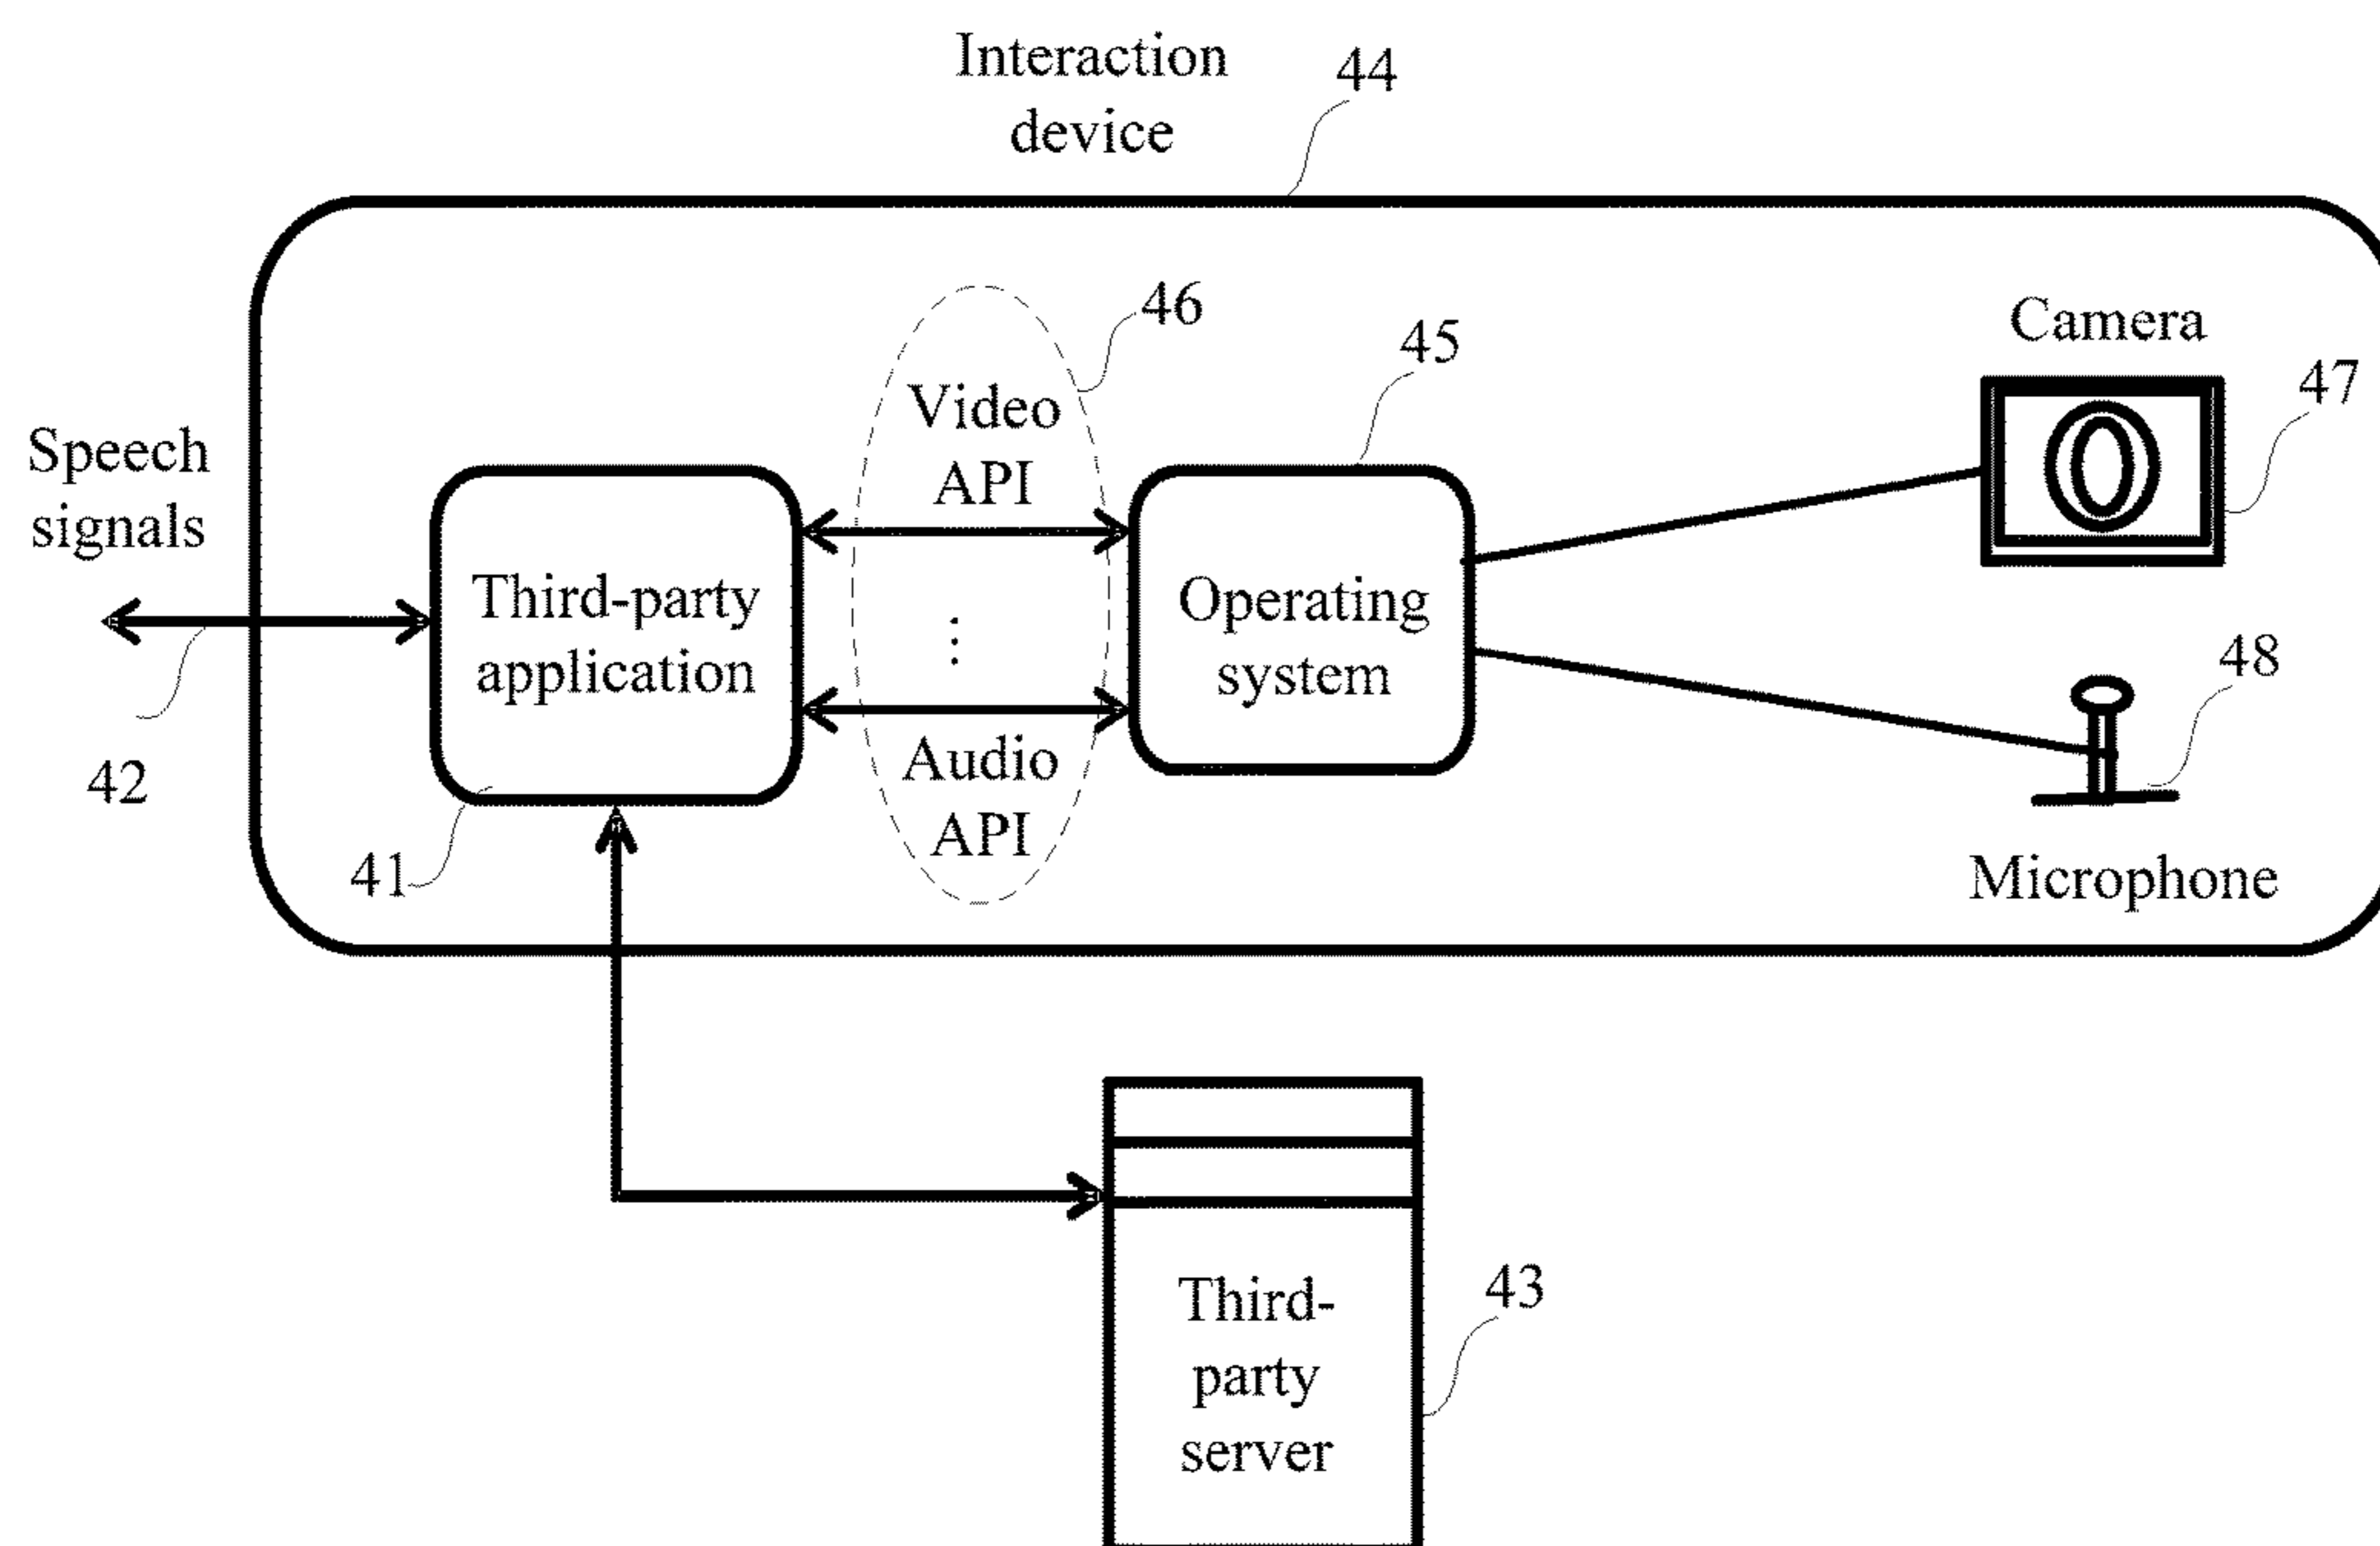 Interaction
device
44
46
45
Camera
47
Video
API
Speech
signals
Third-party
application
Operating
system
48
42
Audio
API
41
Microphone
43
Third-
party
server